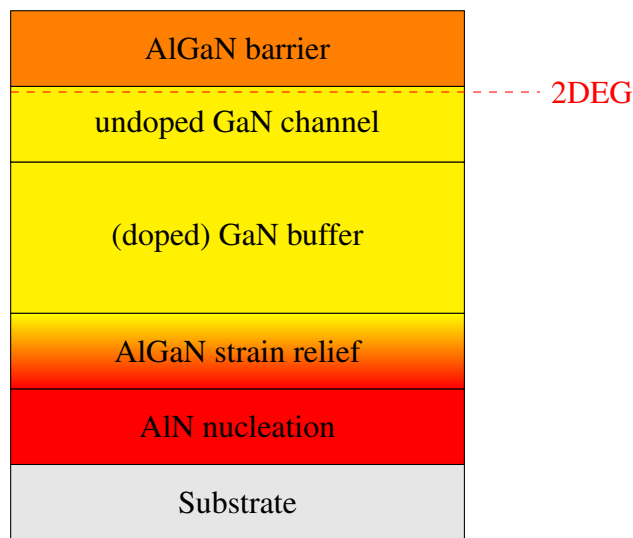 AlGaN barrier
2DEG
undoped GaN channel
(doped) GaN buffer
AlGaN strain relief
AlN nucleation
Substrate